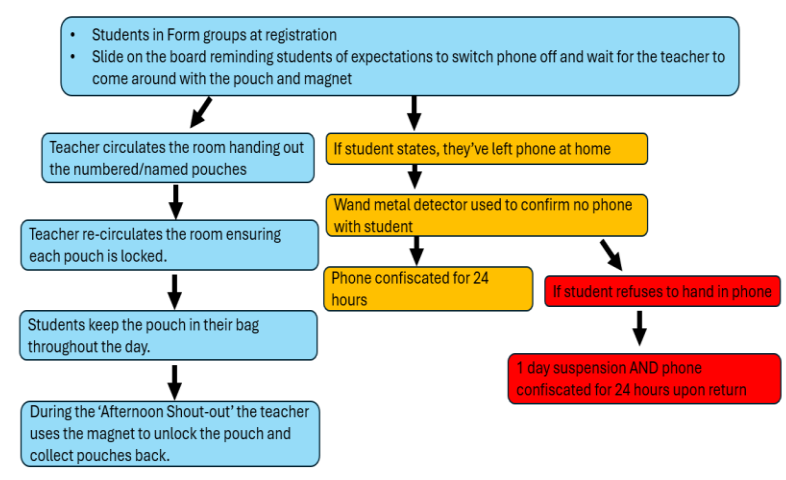 • Students in Form groups at registration
• Slide on the board reminding students of expectations to switch phone off and wait for the teacher to
come around with the pouch and magnet
Teacher circulates the room handing out
the numbered/named pouches
If student states, they've left phone at home
Wand metal detector used to confirm no phone
with student
Teacher re-circulates the room ensuring
each pouch is locked.
Phone confiscated for 24
hours
If student refuses to hand in phone
Students keep the pouch in their bag
throughout the day.
1 day suspension AND phone
confiscated for 24 hours upon return
During the ‘Afternoon Shout-out’ the teacher
uses the magnet to unlock the pouch and
collect pouches back.